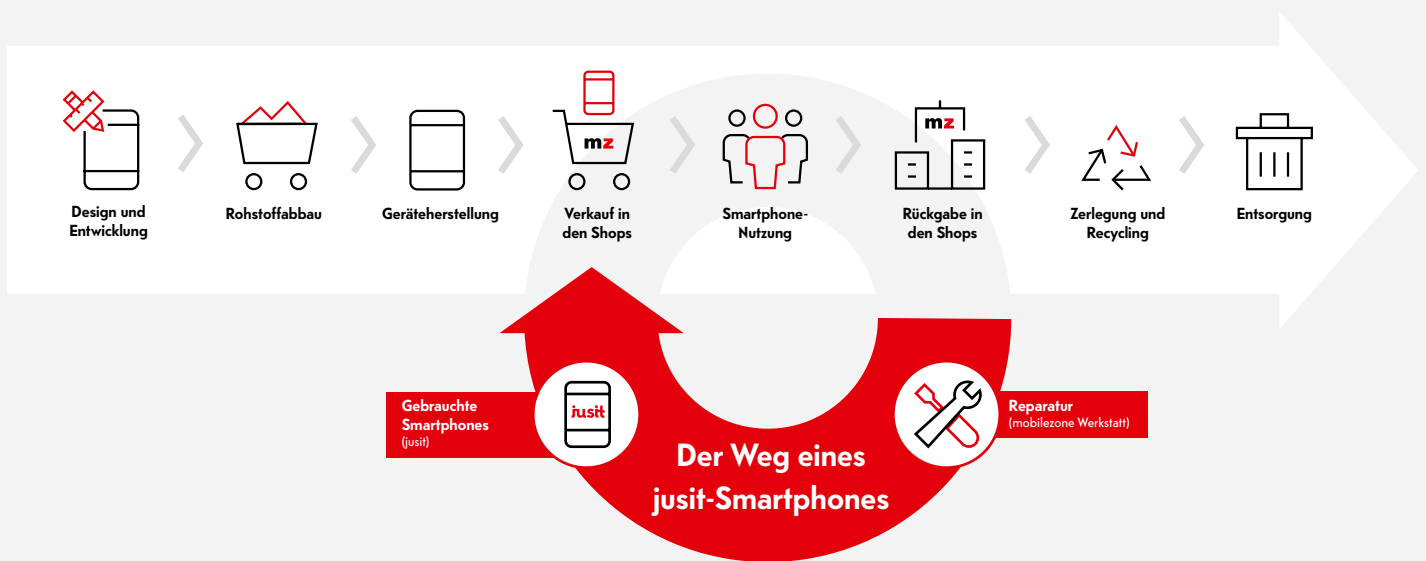 mz
mz
Design und
Entwicklung
Rohstoffabbau
Geräteherstellung
Verkauf in
den Shops
Smartphone-
Nutzung
Rückgabe in
den Shops
Zerlegung und
Recycling
Entsorgung
Gebrauchte
Smartphones
(jusit)
jusit
Reparatur
(mobilezone Werkstatt)
Der Weg eines
jusit-Smartphones